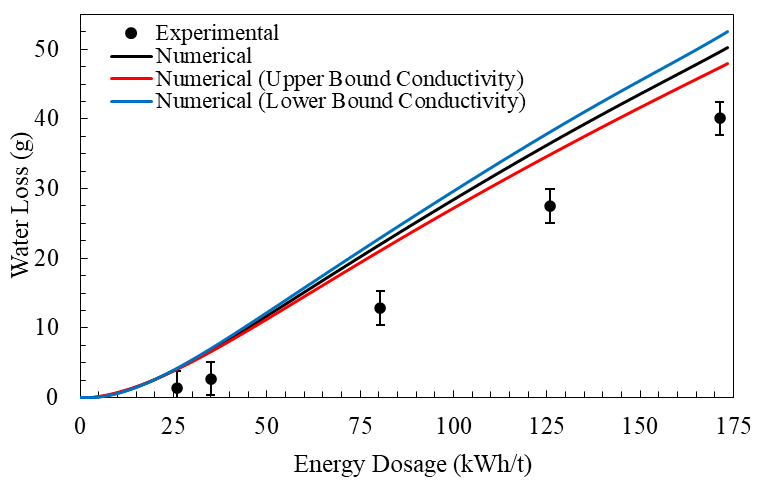 Experimental
Numerical
Numerical (Upper Bound Conductivity)
Numerical (Lower Bound Conductivity)
Water Loss (g)
50
40
30
20
10
0
0 25 50 75 100 125 150 175
Energy Dosage (kWh/t)